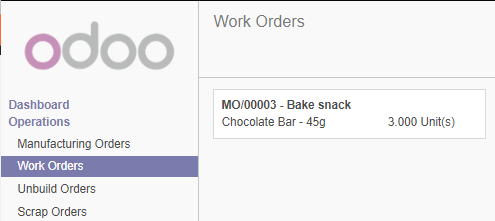 odoo
Dashboard
Operations
Manufacturing Orders
Work Orders
Unbuild Orders
Scrap Orders
Work Orders
MO/00003 - Bake snack
Chocolate Bar - 45g 3.000 Unit(s)